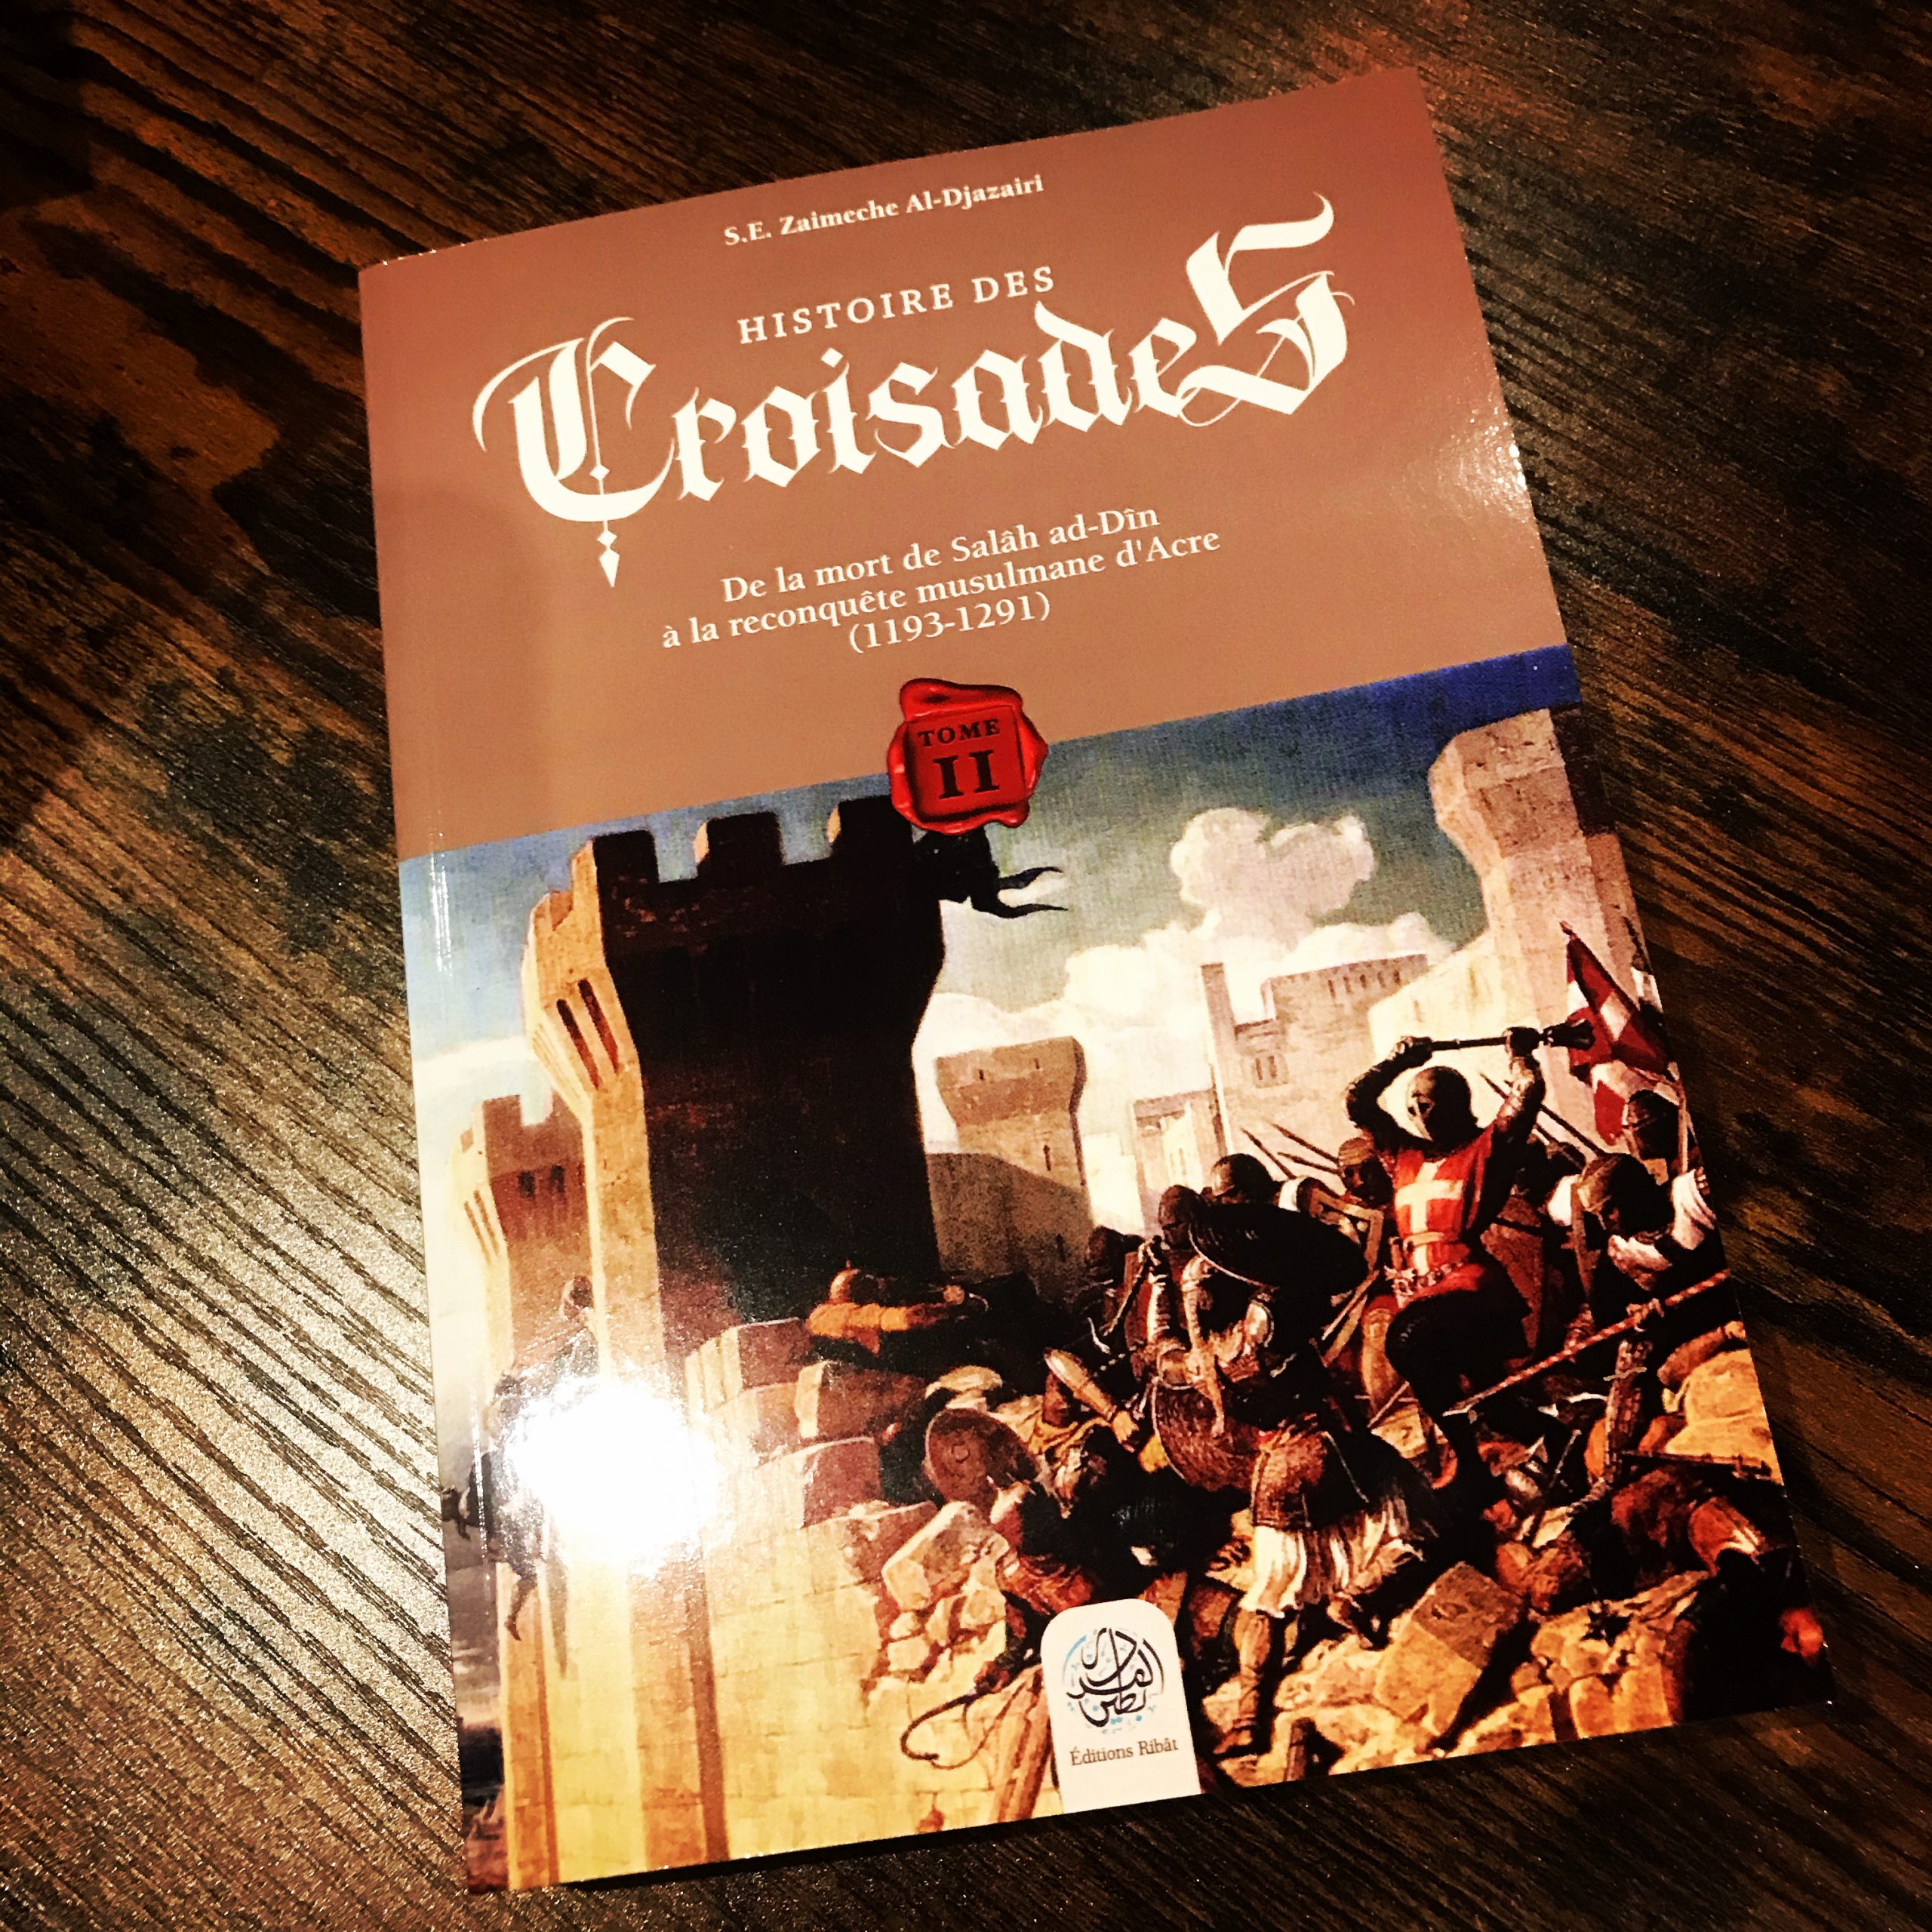 S.E. Zaimeche Al-Djazairi
HISTOIRE DES
CroisadeS
De la mort de Salâh ad-Dîn
à la reconquête musulmane d'Acre
(1193-1291)
TOME
II
Éditions Ribât